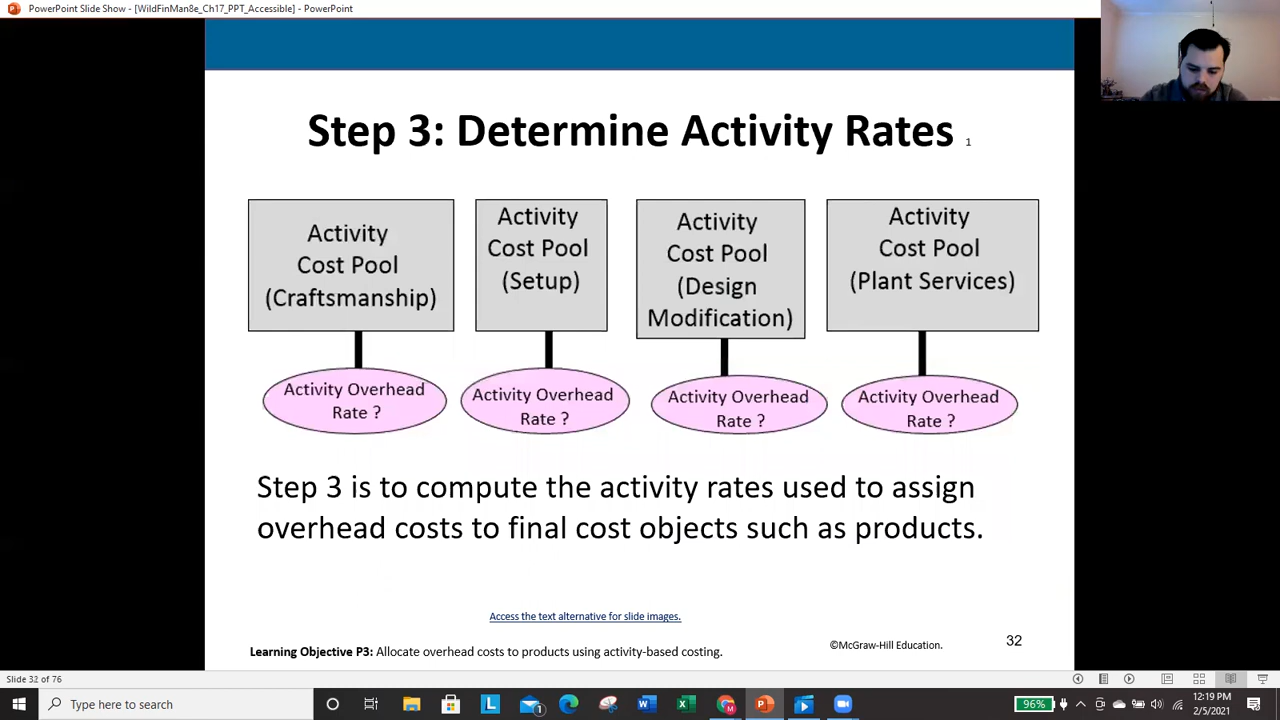 PowerPoint Slide Show - [WildFinMan8e_Ch17_PPT_Accessible] - PowerPoint
Step 3: Determine Activity Rates 1
Activity
Cost Pool
(Craftsmanship)
Activity
Cost Pool
(Setup)
Activity
Cost Pool
(Design
Modification)
Activity
Cost Pool
(Plant Services)
Activity Overhead
Rate ?
Activity Overhead
Rate ?
Activity Overhead
Rate ?
Activity Overhead
Rate ?
Step 3 is to compute the activity rates used to assign
overhead costs to final cost objects such as products.
Access the text alternative for slide images.
Learning Objective P3: Allocate overhead costs to products using activity-based costing.
©McGraw-Hill Education.
32
Slide 32 of 76
Type here to search
L
1
W
X
M
P
96%
12:19 PM
2/5/2021